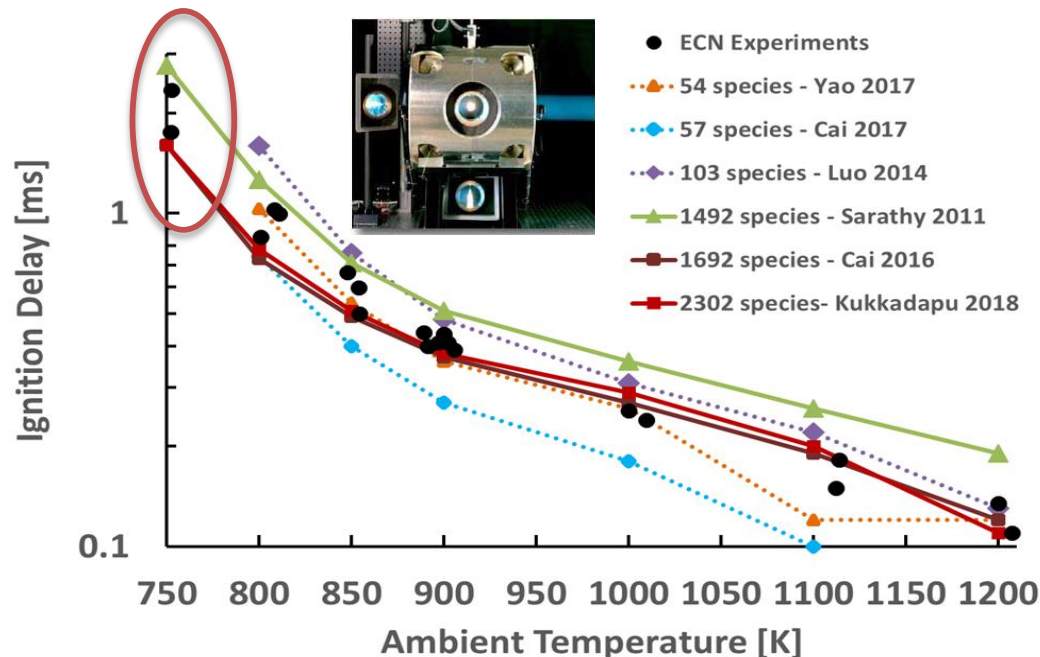 ECN Experiments
54 species - Yao 2017
57 species - Cai 2017
103 species - Luo 2014
1492 species - Sarathy 2011
1692 species - Cai 2016
2302 species- Kukkadapu 2018
Ignition Delay [ms]
1
0.1
750 800 850 900 950 1000 1050 1100 1150 1200
Ambient Temperature [K]